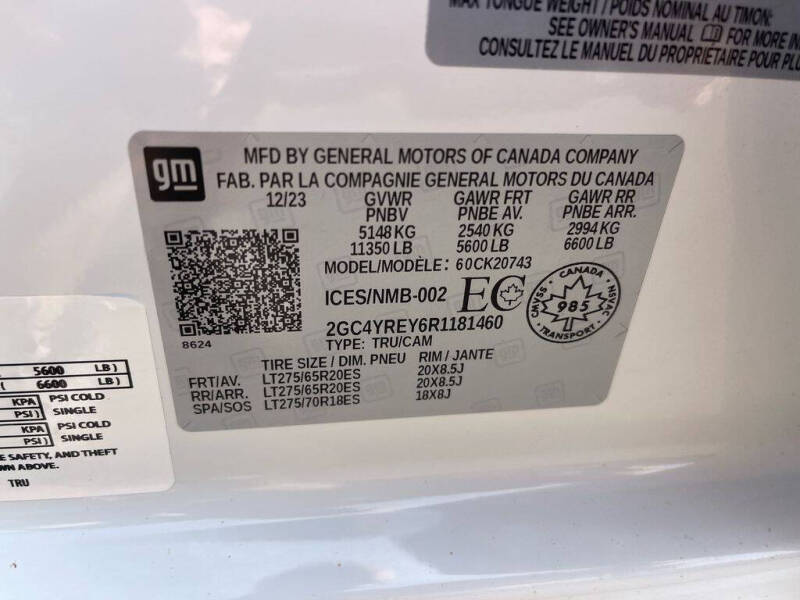 MAX TONGUE WEIGHT / POIDS NOMINAL AU TIMON:
SEE OWNER'S MANUAL FOR MORE IN
CONSULTEZ LE MANUEL DU PROPRIÉTAIRE POUR PLU
gm
MFD BY GENERAL MOTORS OF CANADA COMPANY
FAB. PAR LA COMPAGNIE GENERAL MOTORS DU CANADA
12/23 GVWR GAWR FRT GAWR RR
PNBV PNBE AV. PNBE ARR.
5148 KG 2540 KG 2994 KG
11350 LB 5600 LB 6600 LB
MODEL/MODÈLE: 60CK20743
ICES/NMB-002 EC
CANADA
CMVSS 985 NSVAC
TRANSPORT
8624
2GC4YREY6R1181460
TYPE: TRU/CAM
TIRE SIZE / DIM. PNEU RIM / JANTE
FRT/AV. LT275/65R20ES 20X8.5J
RR/ARR. LT275/65R20ES 20X8.5J
SPA/SOS LT275/70R18ES 18X8J
5600 LB)
( 6600 LB)
KPA PSI COLD
PSI) SINGLE
KPA PSI COLD
PSI) SINGLE
E SAFETY, AND THEFT
WN ABOVE.
TRU